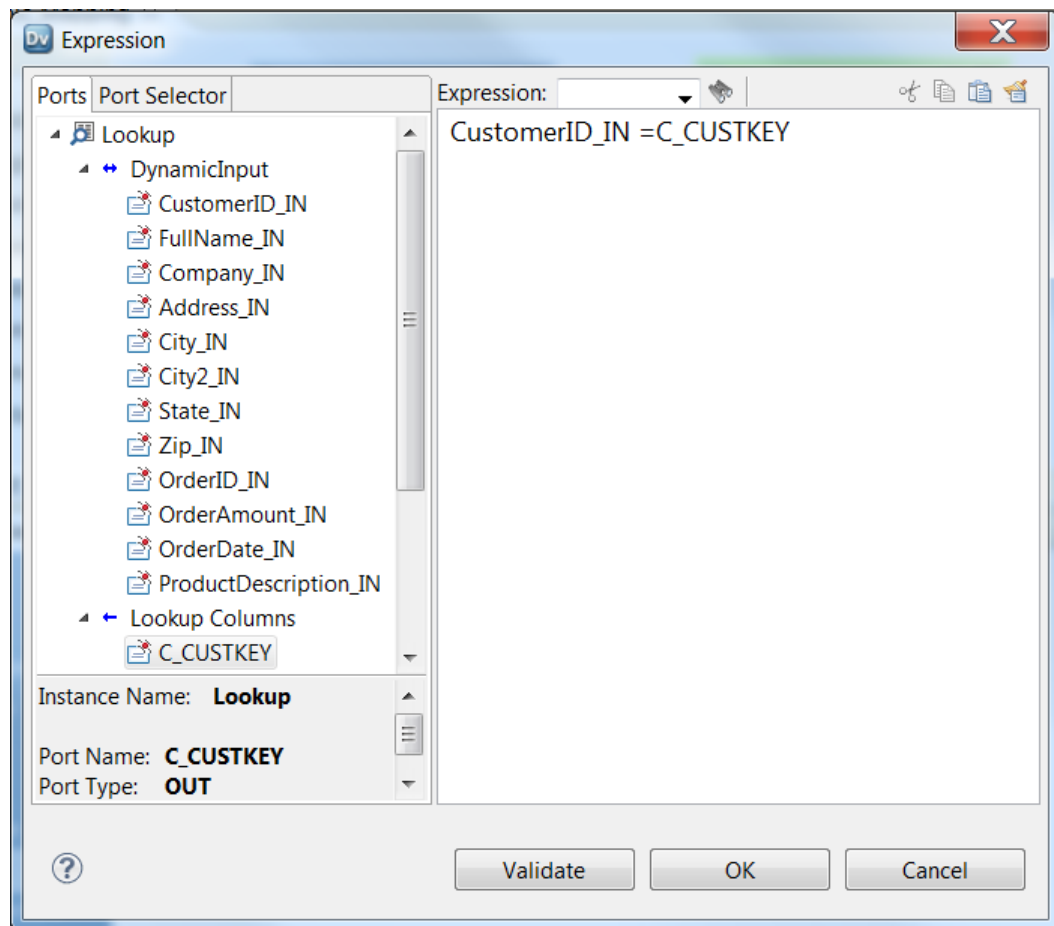 Dv Expression
Ports Port Selector
Expression:
Lookup
DynamicInput
CustomerID_IN
FullName_IN
Company_IN
Address_IN
City_IN
City2_IN
State_IN
Zip_IN
OrderID_IN
OrderAmount_IN
OrderDate_IN
ProductDescription_IN
Lookup Columns
C_CUSTKEY
Instance Name: Lookup
Port Name: C_CUSTKEY
Port Type: OUT
CustomerID_IN =C_CUSTKEY
?
Validate OK Cancel